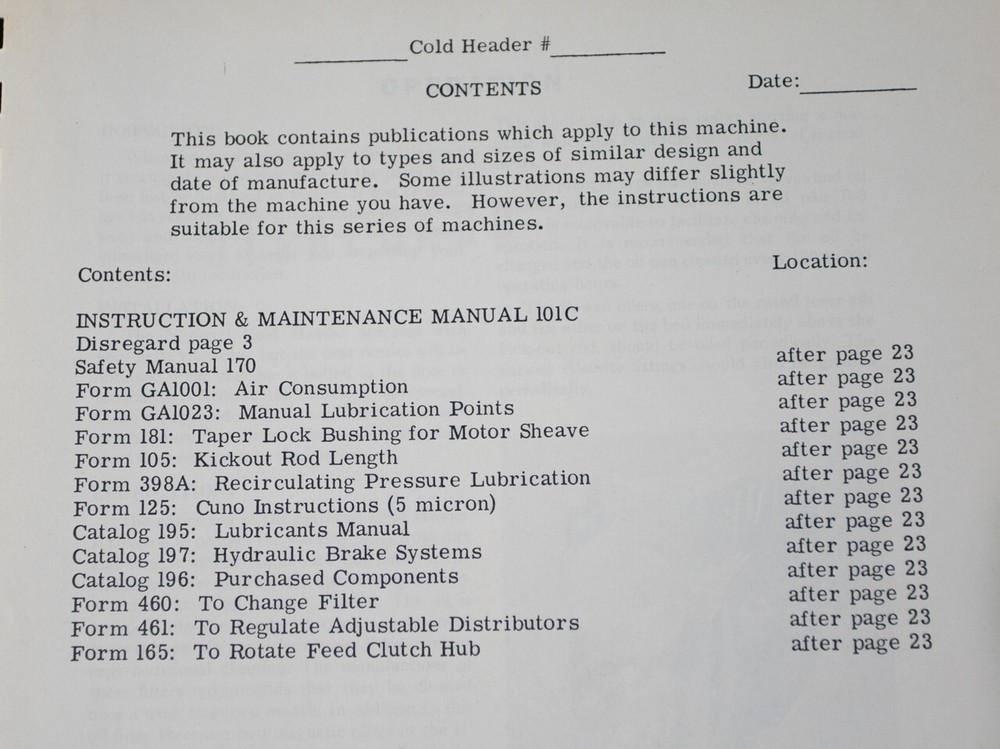 Cold Header #
CONTENTS
Date:
This book contains publications which apply to this machine.
It may also apply to types and sizes of similar design and
date of manufacture. Some illustrations may differ slightly
from the machine you have. However, the instructions are
suitable for this series of machines.
Contents: Location:
INSTRUCTION & MAINTENANCE MANUAL 101C
Disregard page 3
Safety Manual 170 after page 23
Form GA1001: Air Consumption after page 23
Form GA1023: Manual Lubrication Points after page 23
Form 181: Taper Lock Bushing for Motor Sheave after page 23
Form 105: Kickout Rod Length after page 23
Form 398A: Recirculating Pressure Lubrication after page 23
Form 125: Cuno Instructions (5 micron) after page 23
Catalog 195: Lubricants Manual after page 23
Catalog 197: Hydraulic Brake Systems after page 23
Catalog 196: Purchased Components after page 23
Form 460: To Change Filter after page 23
Form 461: To Regulate Adjustable Distributors after page 23
Form 165: To Rotate Feed Clutch Hub after page 23